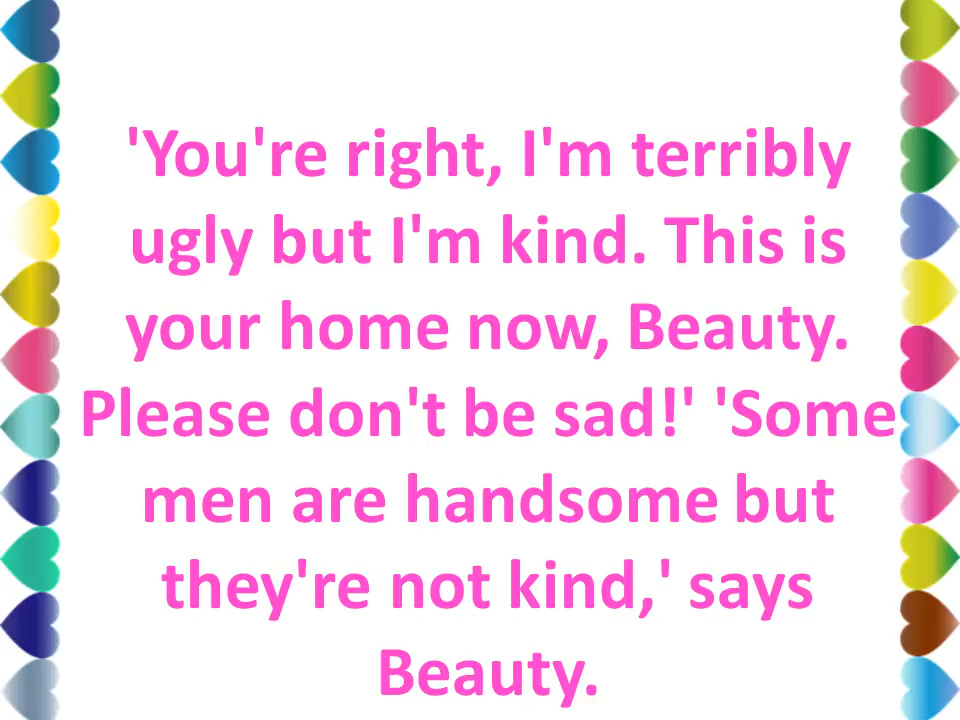 'You're right, I'm terribly
ugly but I'm kind. This is
your home now, Beauty.
Please don't be sad!' 'Some
men are handsome but
they're not kind,' says
Beauty.